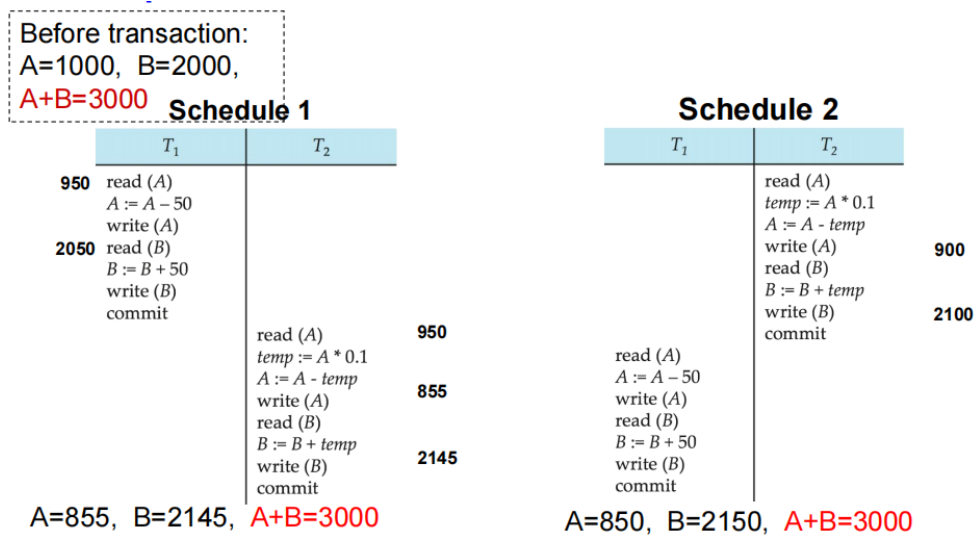 Before transaction:
A=1000, B=2000,
A+B=3000
Schedule 1
T1 T2
950 read (A)
A := A – 50
write (A)
2050 read (B)
B := B + 50
write (B)
commit
read (A) 950
temp := A * 0.1
A := A - temp
write (A) 855
read (B)
B := B + temp
write (B) 2145
commit
A=855, B=2145, A+B=3000
Schedule 2
T1 T2
read (A)
temp := A * 0.1
A := A - temp
write (A) 900
read (B)
B := B + temp
write (B) 2100
commit
read (A)
A := A – 50
write (A)
read (B)
B := B + 50
write (B)
commit
A=850, B=2150, A+B=3000